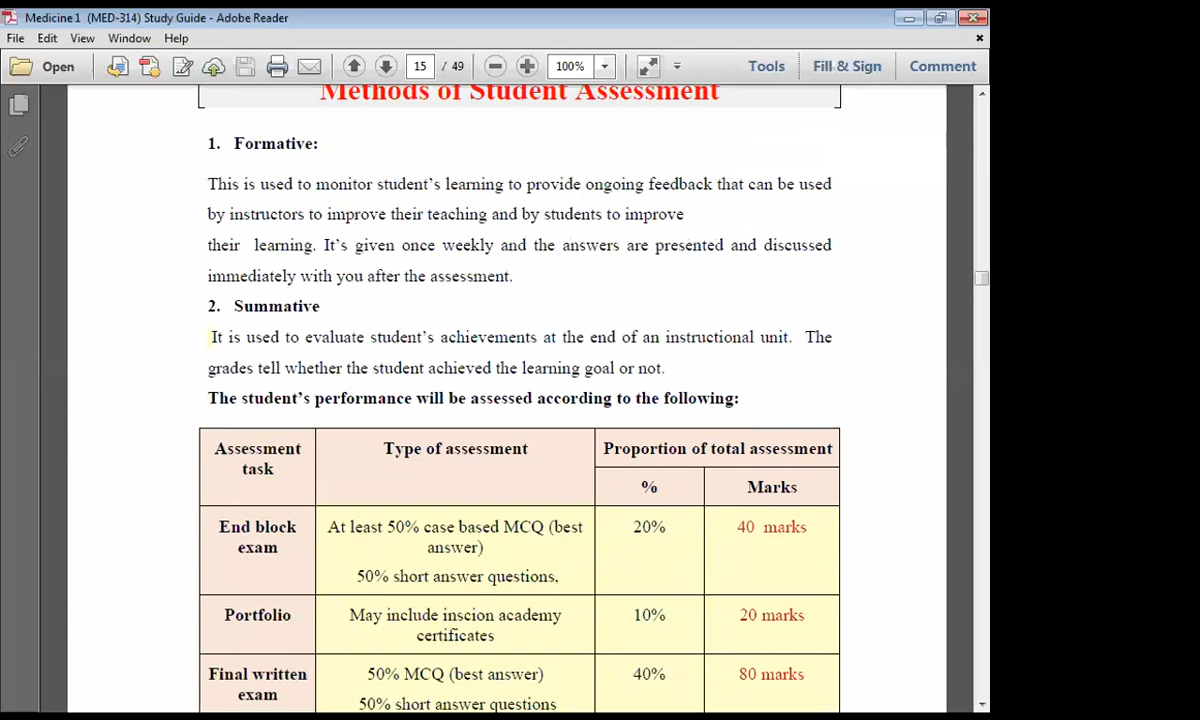 Medicine 1 (MED-314) Study Guide - Adobe Reader
File Edit View Window Help
Open 15 / 49 100% Tools Fill & Sign Comment
Methods of Student Assessment
1. Formative:
This is used to monitor student's learning to provide ongoing feedback that can be used
by instructors to improve their teaching and by students to improve
their learning. It's given once weekly and the answers are presented and discussed
immediately with you after the assessment.
2. Summative
It is used to evaluate student's achievements at the end of an instructional unit. The
grades tell whether the student achieved the learning goal or not.
The student's performance will be assessed according to the following:
Assessment task Type of assessment Proportion of total assessment
% Marks
End block exam At least 50% case based MCQ (best answer) 20% 40 marks
50% short answer questions,
Portfolio May include inscion academy certificates 10% 20 marks
Final written exam 50% MCQ (best answer) 40% 80 marks
50% short answer questions